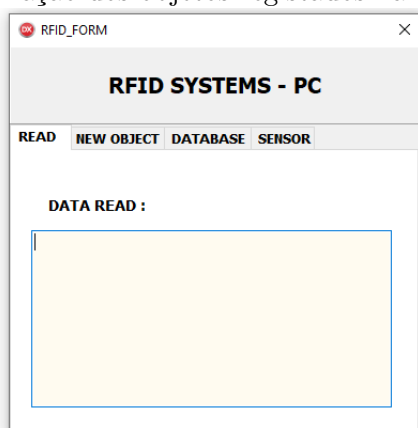 RFID_FORM
RFID SYSTEMS - PC
READ NEW OBJECT DATABASE SENSOR
DATA READ :